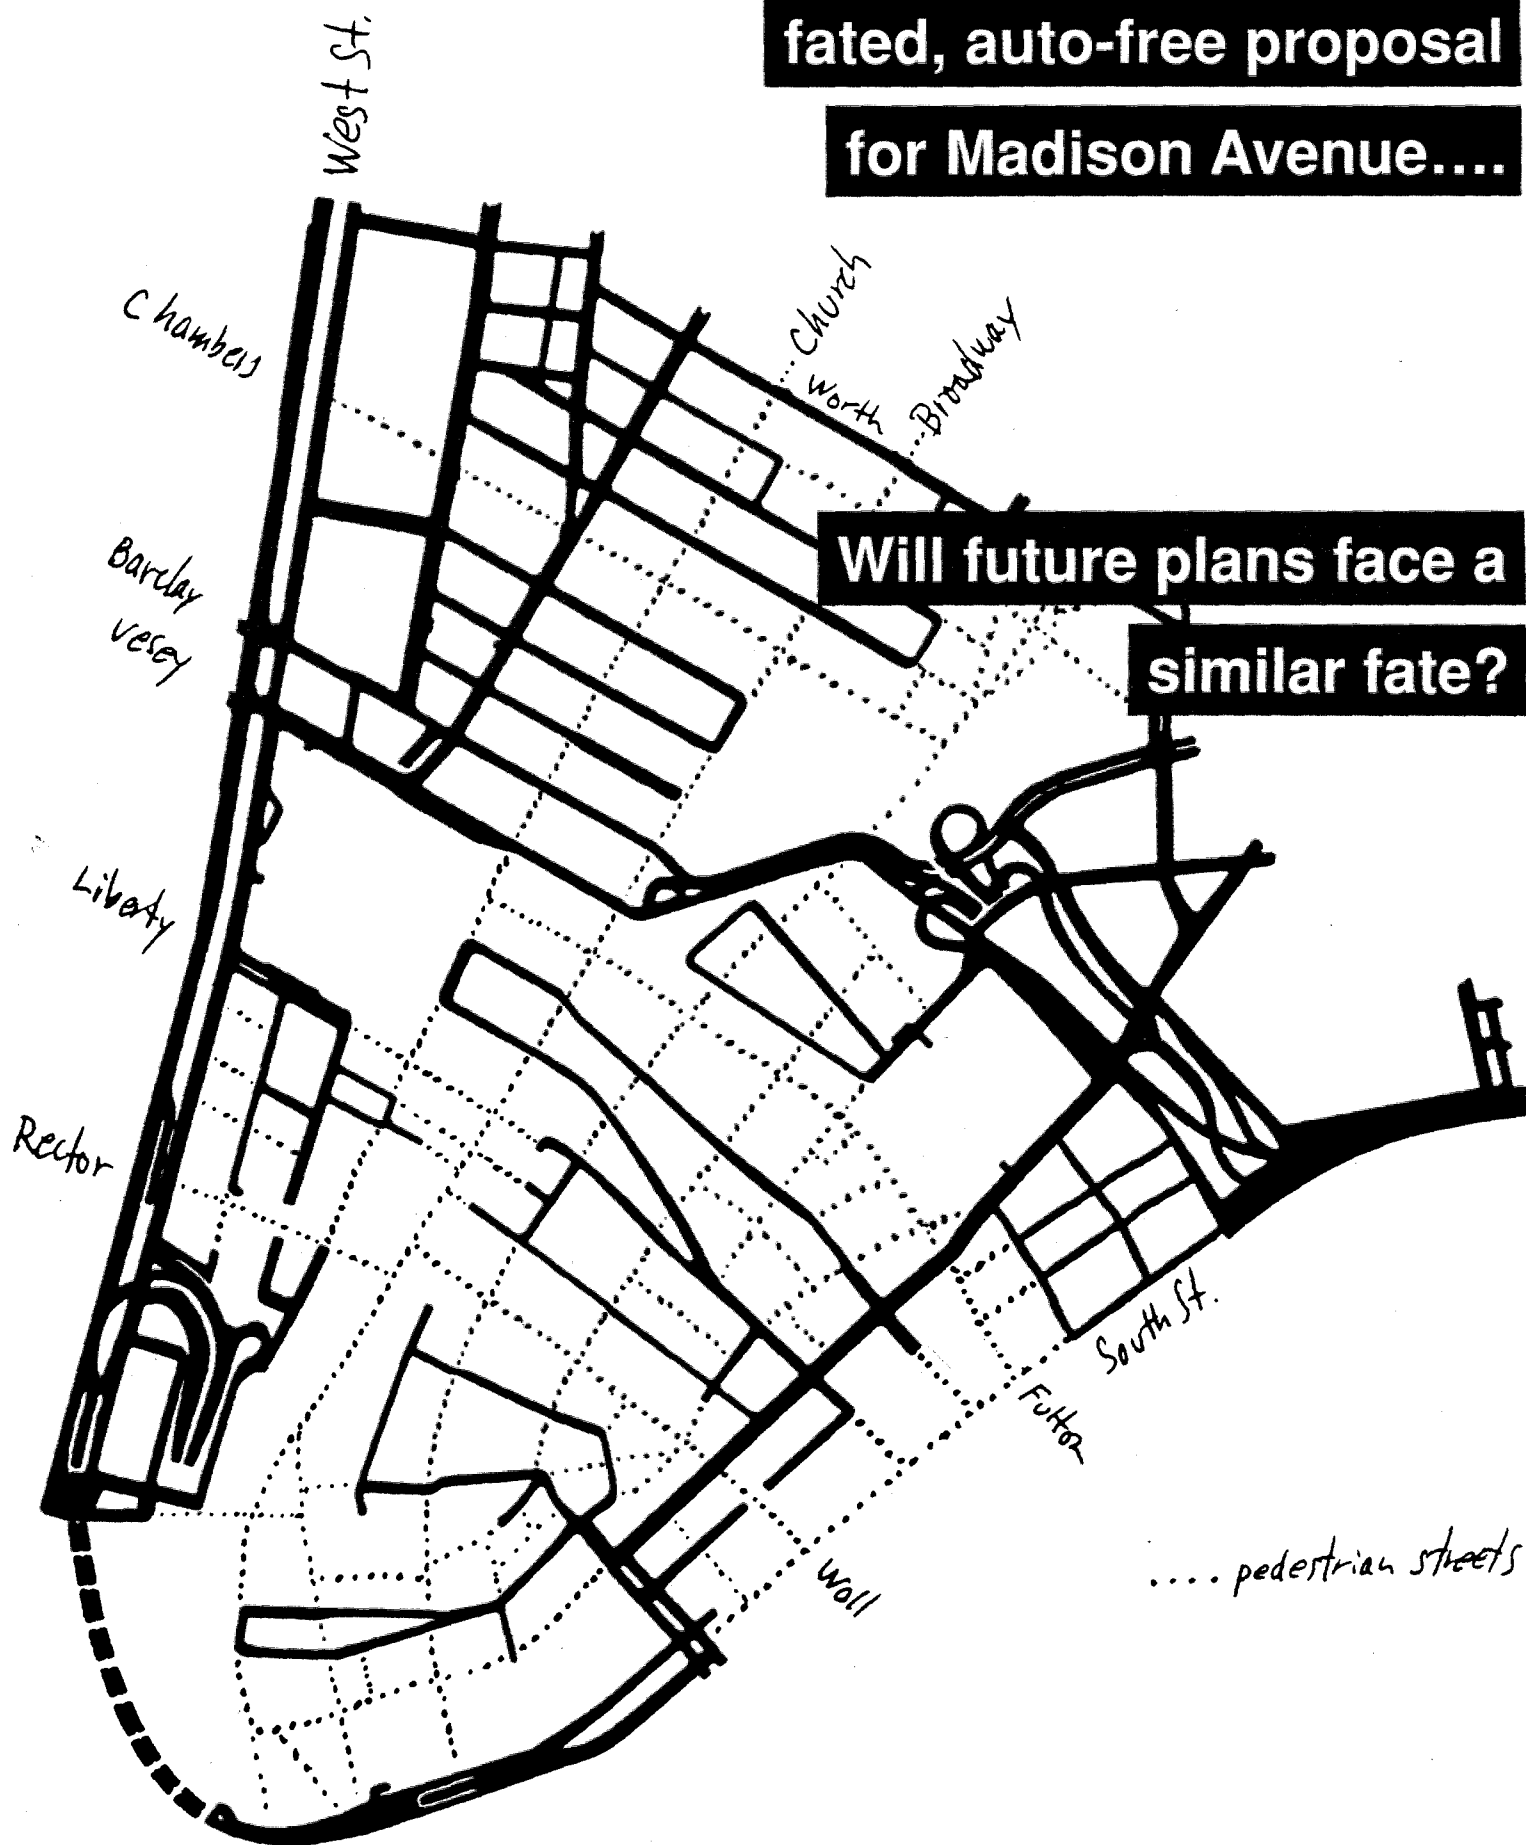 fated, auto-free proposal
for Madison Avenue....
West St.
Church
Worth
Broadway
Chambers
Will future plans face a
similar fate?
Barclay
Vesey
Liberty
Rector
South St.
Fulton
Wall
.... pedestrian streets